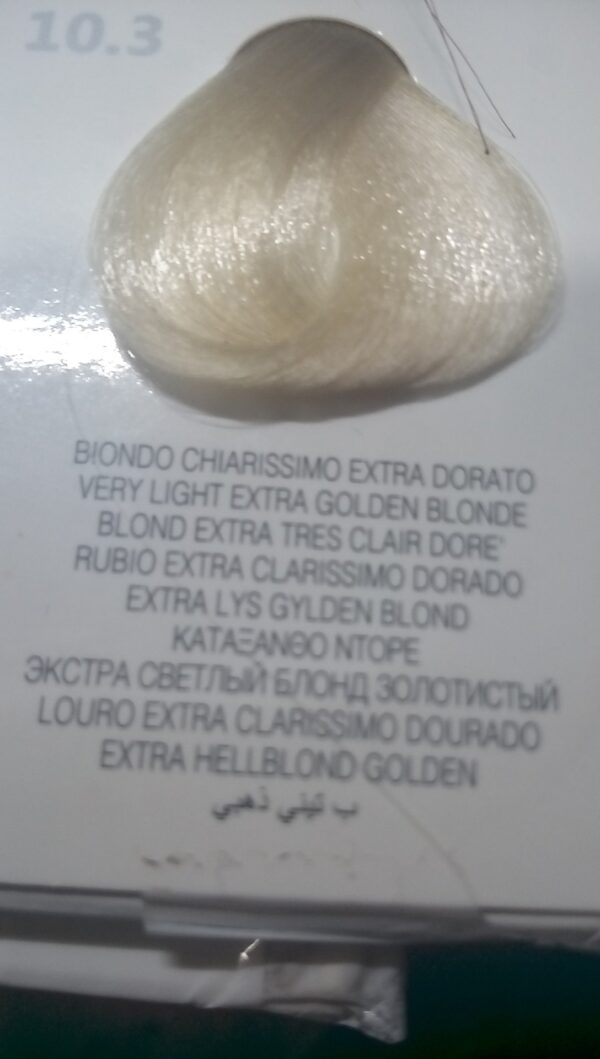 10.3
BIONDO CHIARISSIMO EXTRA DORATO
VERY LIGHT EXTRA GOLDEN BLONDE
BLOND EXTRA TRES CLAIR DORE'
RUBIO EXTRA CLARISSIMO DORADO
EXTRA LYS GYLDEN BLOND
ΚΑΤΑΞΑΝΘΟ ΝΤΟΡΕ
ЭКСТРА СВЕТЛЫЙ БЛОНД ЗОЛОТИСТЫЙ
LOURO EXTRA CLARISSIMO DOURADO
EXTRA HELLBLOND GOLDEN
ذهبي